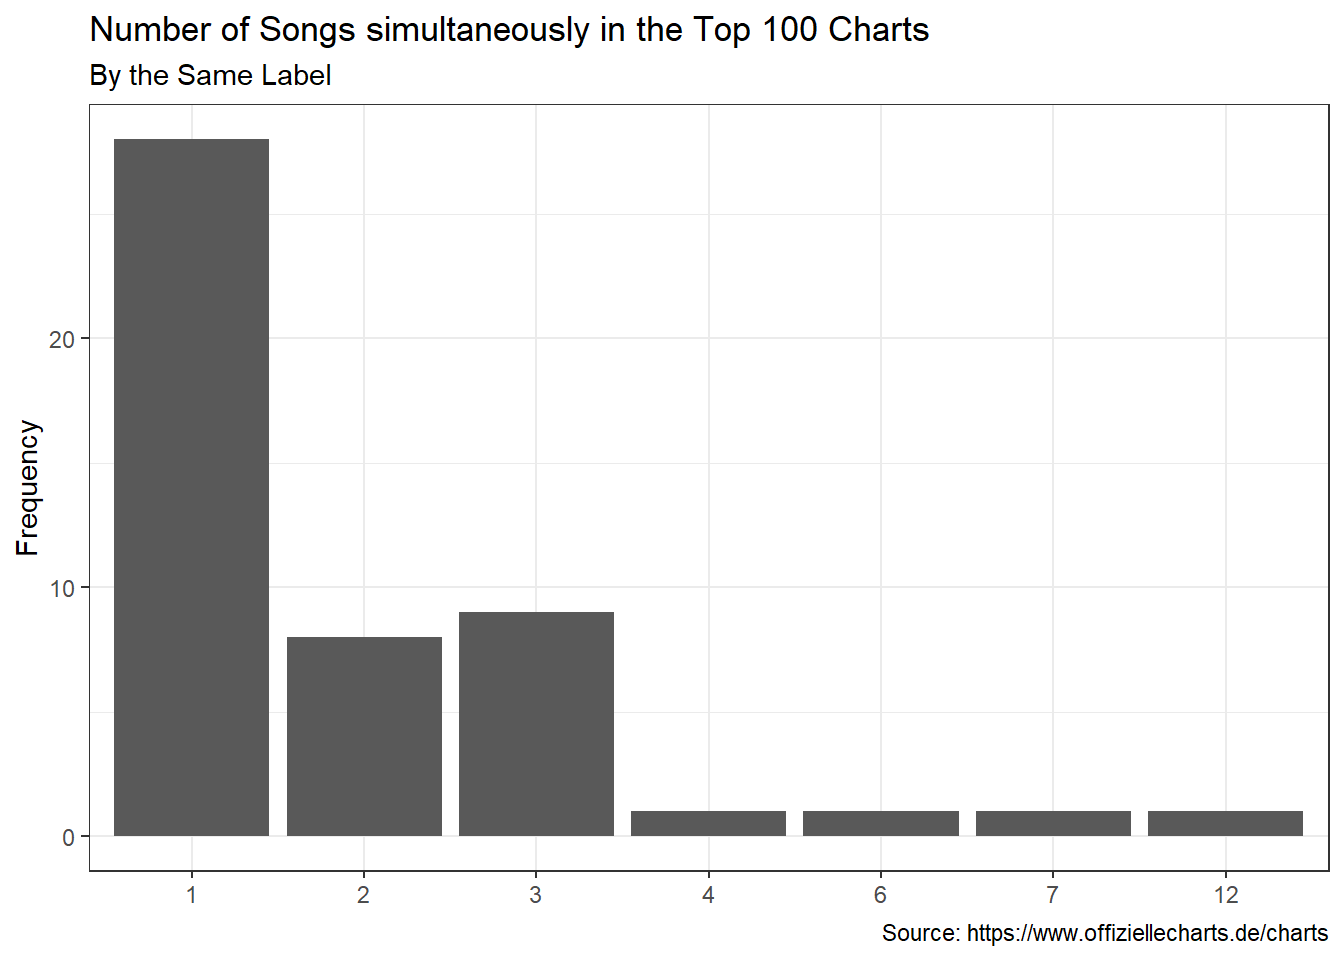 Number of Songs simultaneously in the Top 100 Charts
By the Same Label
Frequency
20
10
0
1 2 3 4 6 7 12
Source: https://www.offiziellecharts.de/charts